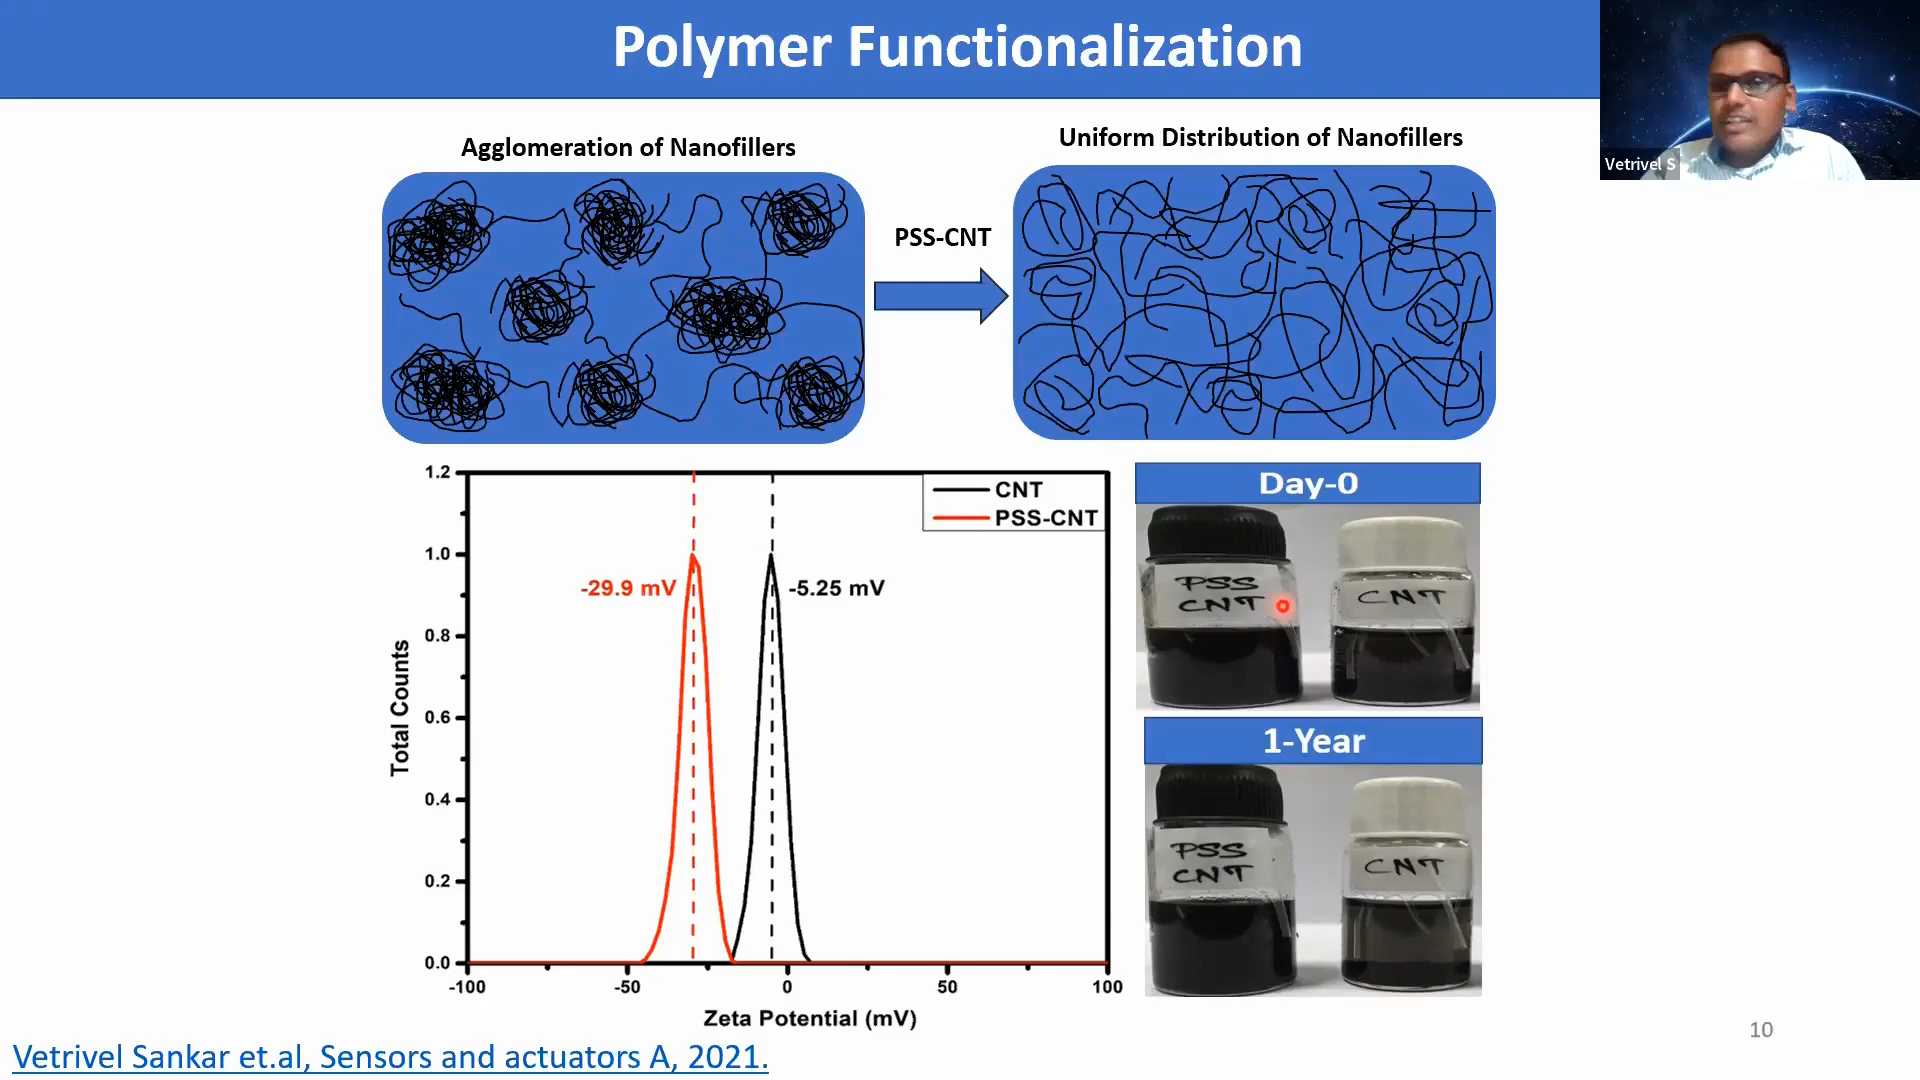 Polymer Functionalization
Vetrivel S
Agglomeration of Nanofillers
Uniform Distribution of Nanofillers
PSS-CNT
1.2
1.0
0.8
0.6
0.4
0.2
0.0
-100
-50
0
50
100
Total Counts
Zeta Potential (mV)
CNT
PSS-CNT
-29.9 mV
-5.25 mV
Day-0
PSS
CNT
CNT
1-Year
PSS
CNT
CNT
10
Vetrivel Sankar et.al, Sensors and actuators A, 2021.